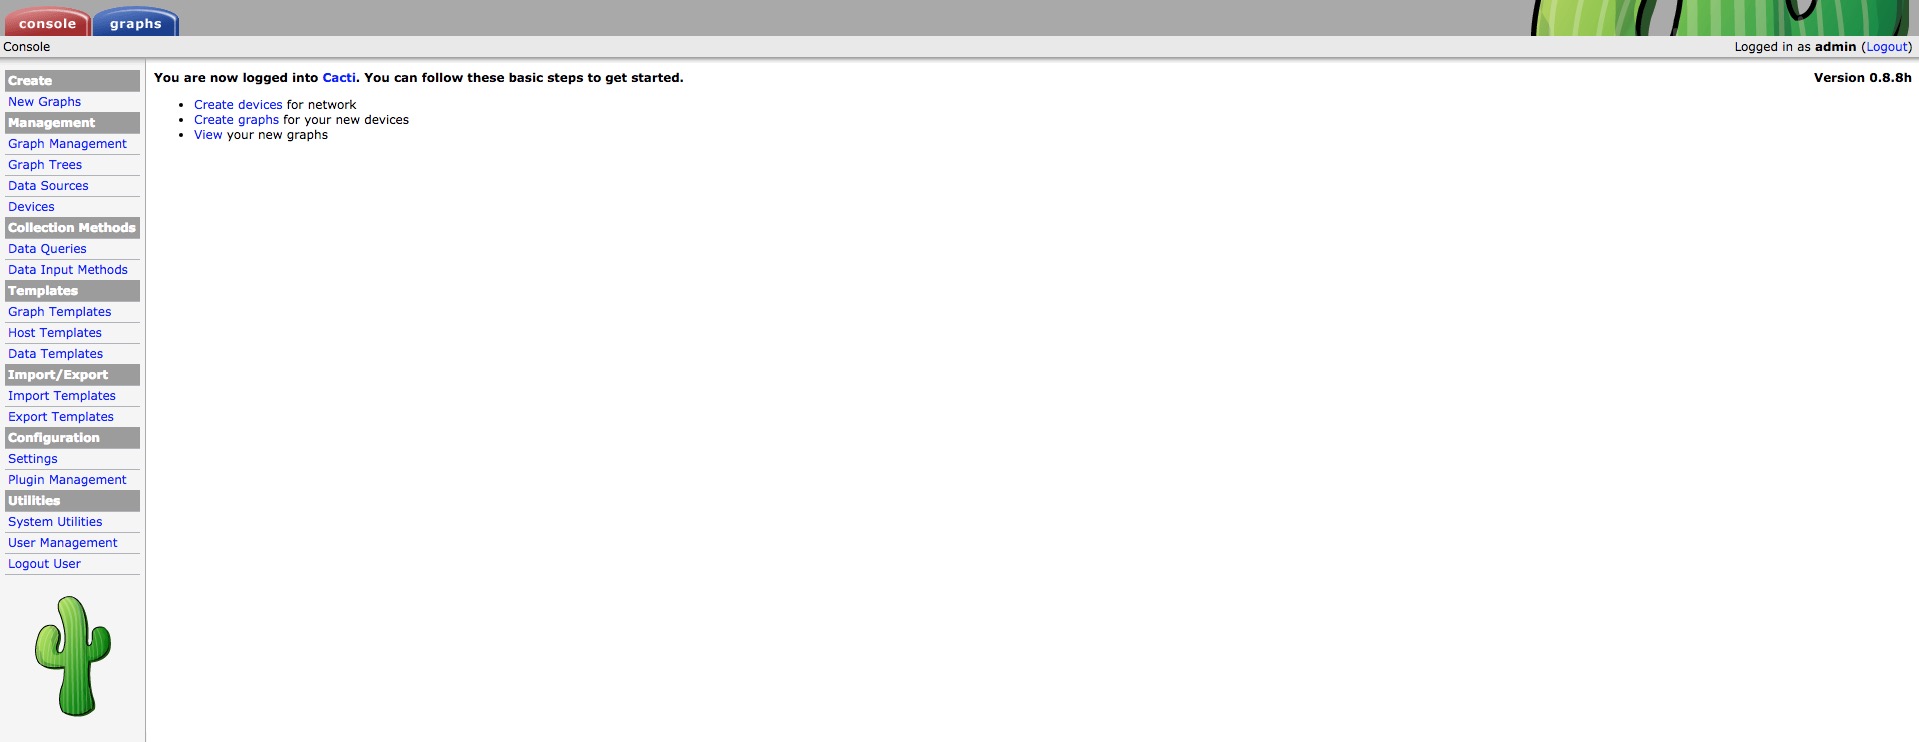 console graphs
Console
Logged in as admin (Logout)
Create
New Graphs
Management
Graph Management
Graph Trees
Data Sources
Devices
Collection Methods
Data Queries
Data Input Methods
Templates
Graph Templates
Host Templates
Data Templates
Import/Export
Import Templates
Export Templates
Configuration
Settings
Plugin Management
Utilities
System Utilities
User Management
Logout User
You are now logged into Cacti. You can follow these basic steps to get started.
Version 0.8.8h
• Create devices for network
• Create graphs for your new devices
• View your new graphs